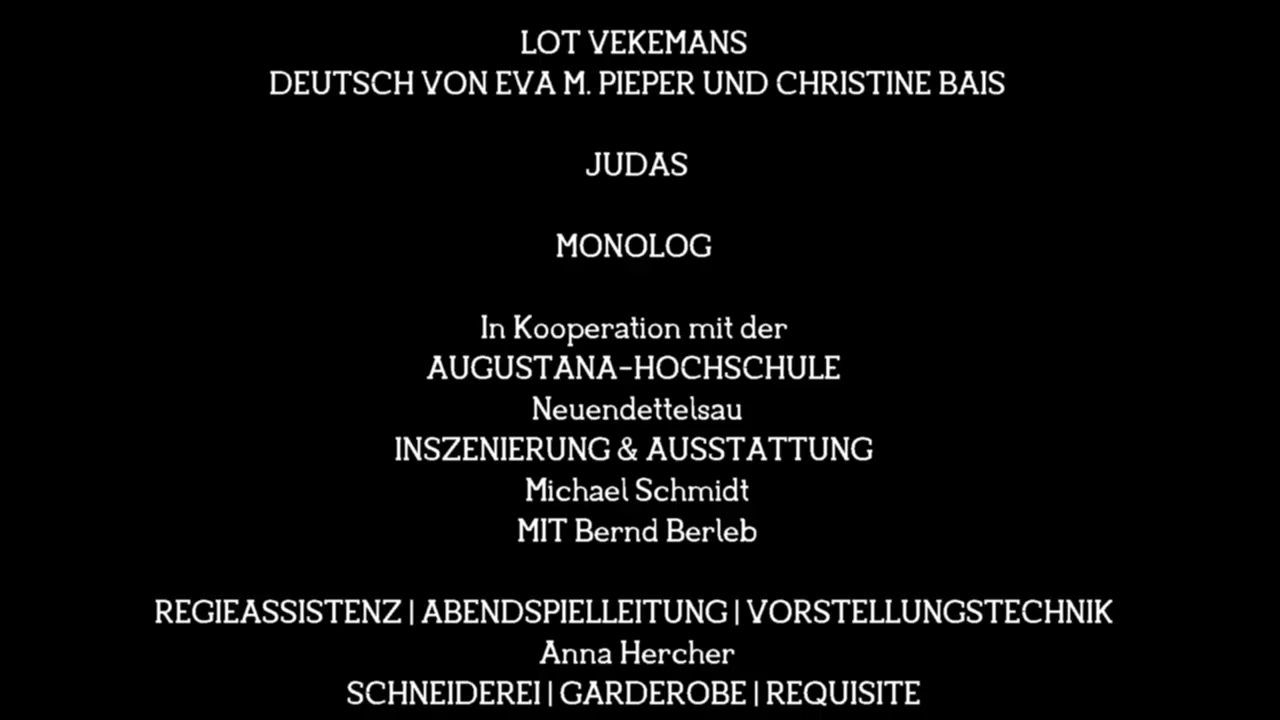 LOT VEKEMANS
DEUTSCH VON EVA M. PIEPER UND CHRISTINE BAIS
JUDAS
MONOLOG
In Kooperation mit der
AUGUSTANA-HOCHSCHULE
Neuendettelsau
INSZENIERUNG & AUSSTATTUNG
Michael Schmidt
MIT Bernd Berleb
REGIEASSISTENZ | ABENDSPIELLEITUNG | VORSTELLUNGSTECHNIK
Anna Hercher
SCHNEIDEREI | GARDEROBE | REQUISITE